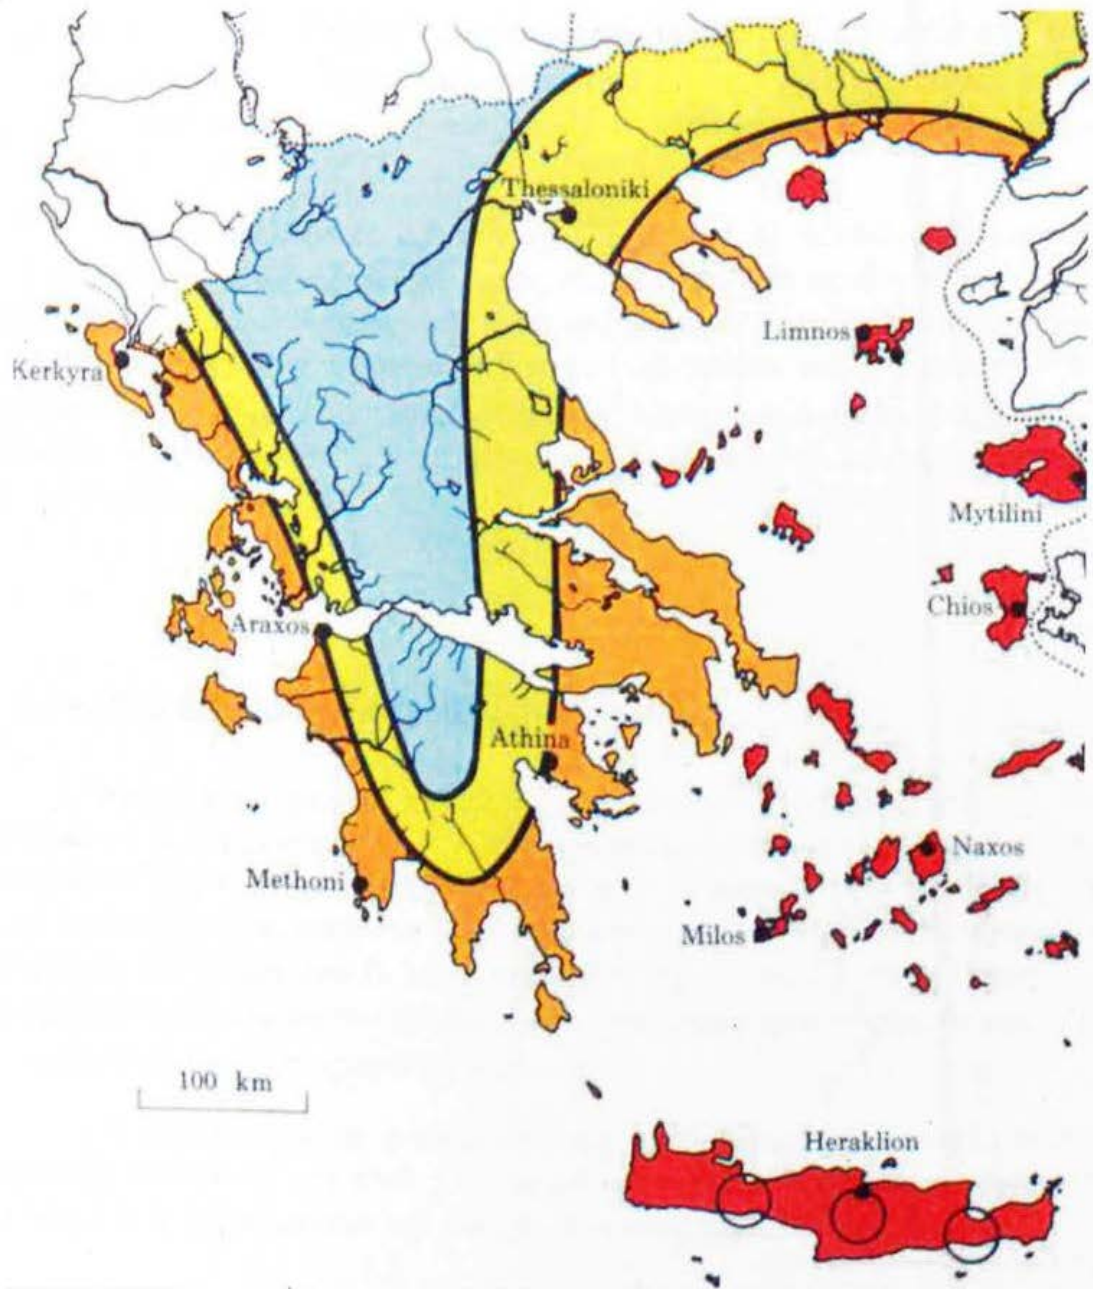 Thessaloniki
Limnos
Kerkyra
Mytilini
Chios
Araxos
Athina
Naxos
Methoni
Milos
100 km
Heraklion